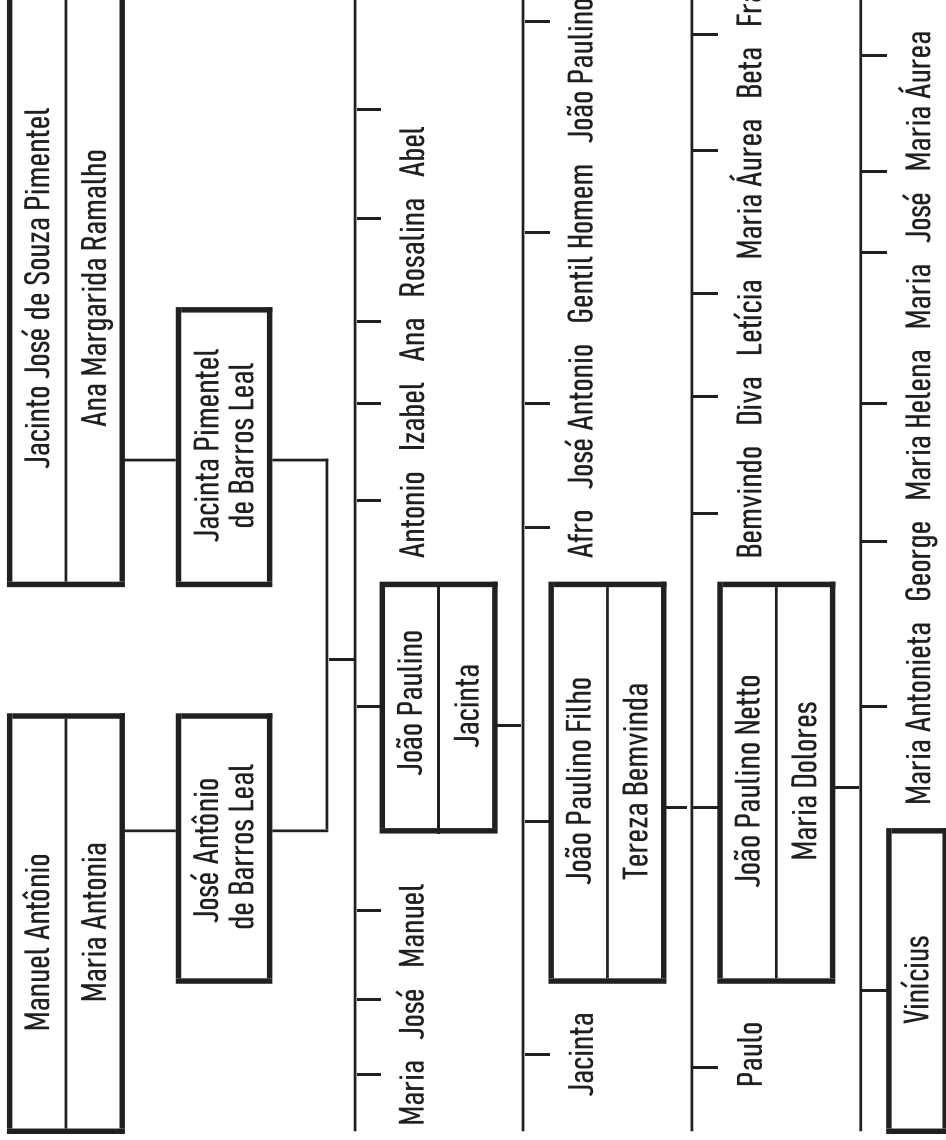 Manuel Antônio
Maria Antonia
Jacinto José de Souza Pimentel
Ana Margarida Ramalho
José Antônio
de Barros Leal
Jacinta Pimentel
de Barros Leal
Maria José Manuel
João Paulino
Jacinta
Antonio Izabel Ana Rosalina Abel
Jacinta
João Paulino Filho
Tereza Bemvinda
Afro José Antonio Gentil Homem João Paulino
Paulo
João Paulino Netto
Maria Dolores
Bemvindo Diva Letícia Maria Áurea Beta
Vinícius
Maria Antonieta George Maria Helena Maria José Maria Áurea